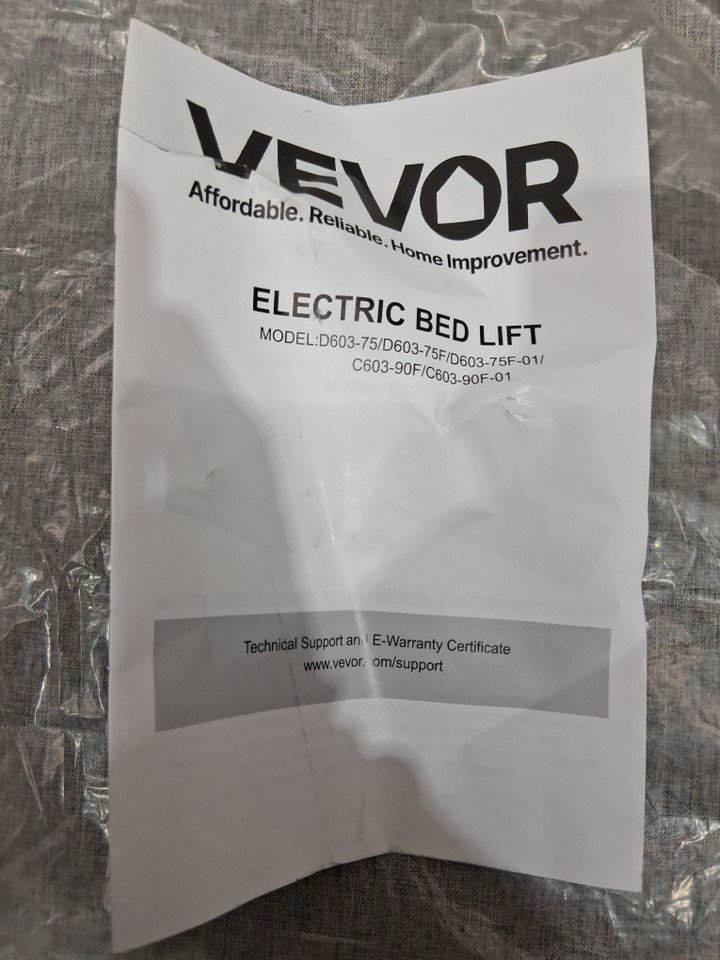 VEVOR
Affordable. Reliable. Home Improvement.
ELECTRIC BED LIFT
MODEL:D603-75/D603-75F/D603-75F-01/
C603-90F/C603-90F-01
Technical Support and E-Warranty Certificate
www.vevor.com/support